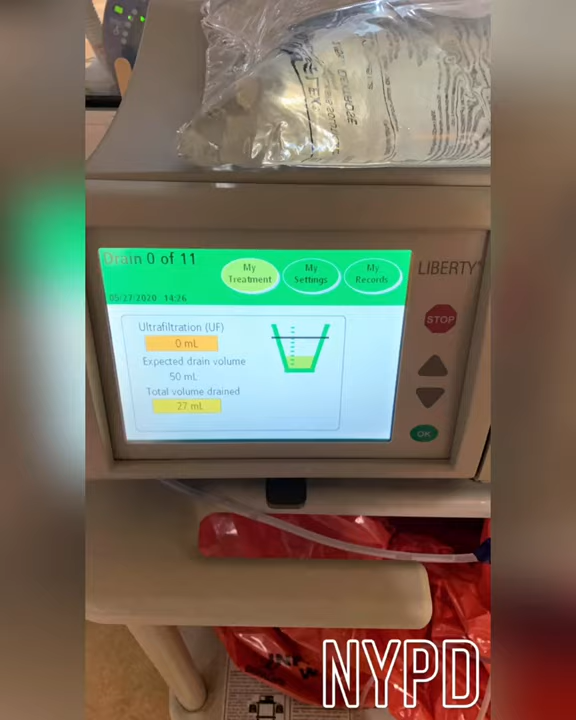 Drain 0 of 11
My Treatment
My Settings
My Records
05/27/2020 14:26
LIBERTY
Ultrafiltration (UF)
0 mL
Expected drain volume
50 mL
Total volume drained
27 mL
STOP
OK
NYPD